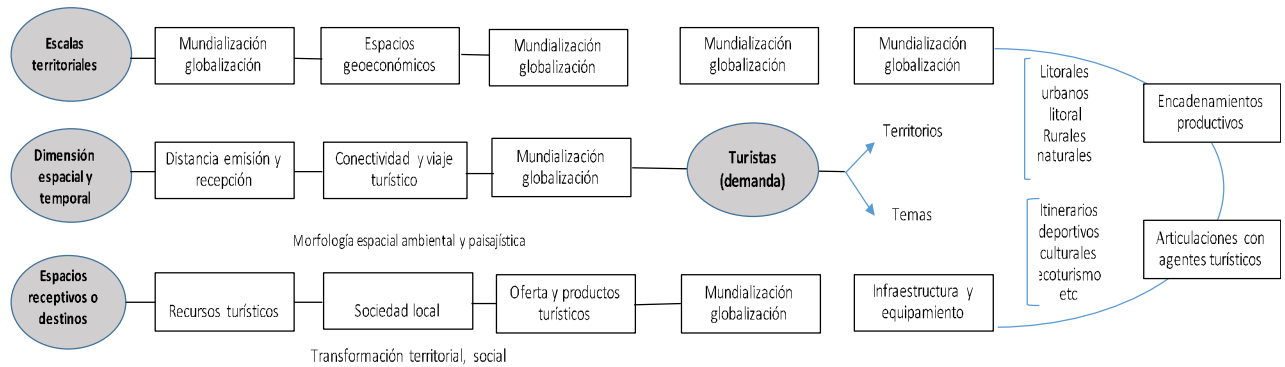 Escalas
territoriales
Mundialización
globalización
Espacios
geoeconómicos
Mundialización
globalización
Mundialización
globalización
Mundialización
globalización
Litorales
urbanos
litoral
Rurales
naturales
Encadenamientos
productivos
Dimensión
espacial y
temporal
Distancia emisión y
recepción
Conectividad y viaje
turístico
Mundialización
globalización
Turistas
(demanda)
Territorios
Temas
Morfología espacial ambiental y paisajística
Itinerarios
deportivos
culturales
ecoturismo
etc
Articulaciones con
agentes turísticos
Espacios
receptivos o
destinos
Recursos turísticos
Sociedad local
Oferta y productos
turísticos
Mundialización
globalización
Infraestructura y
equipamiento
Transformación territorial, social